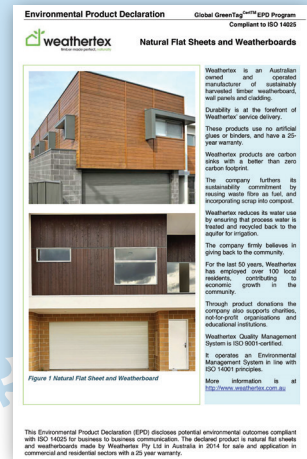 Environmental Product Declaration
Global GreenTag CertTM EPD Program
Compliant to ISO 14025
weathertex
Natural Flat Sheets and Weatherboards
Weathertex is an Australian
owned and operated
manufacturer of sustainably
harvested timber weatherboard,
wall panels and cladding.
Durability is at the forefront of
Weathertex' service delivery.
These products use no artificial
glues or binders, and have a 25-
year warranty.
Weathertex products are carbon
sinks with a better than zero
carbon footprint.
The company furthers its
sustainability commitment by
reusing waste fibre as fuel, and
incorporating scrap into compost.
Weathertex reduces its water use
by ensuring that process water is
treated and recycled back to the
aquifer for irrigation.
The company firmly believes in
giving back to the community.
For the last 50 years, Weathertex
has employed over 100 local
residents, contributing to
economic growth in the
community.
Through product donations the
company also supports charities,
not-for-profit organisations and
educational institutions.
Weathertex Quality Management
System is ISO 9001-certified.
It operates an Environmental
Management System in line with
ISO 14001 principles.
More information is at
http://www.weathertex.com.au
Figure 1 Natural Flat Sheet and Weatherboard
This Environmental Product Declaration (EPD) discloses potential environmental outcomes compliant
with ISO 14025 for business to business communication. The declared product is natural flat sheets
and weatherboards made by Weathertex Pty Ltd in Australia in 2014 for sale and application in
commercial and residential sectors with a 25 year warranty.